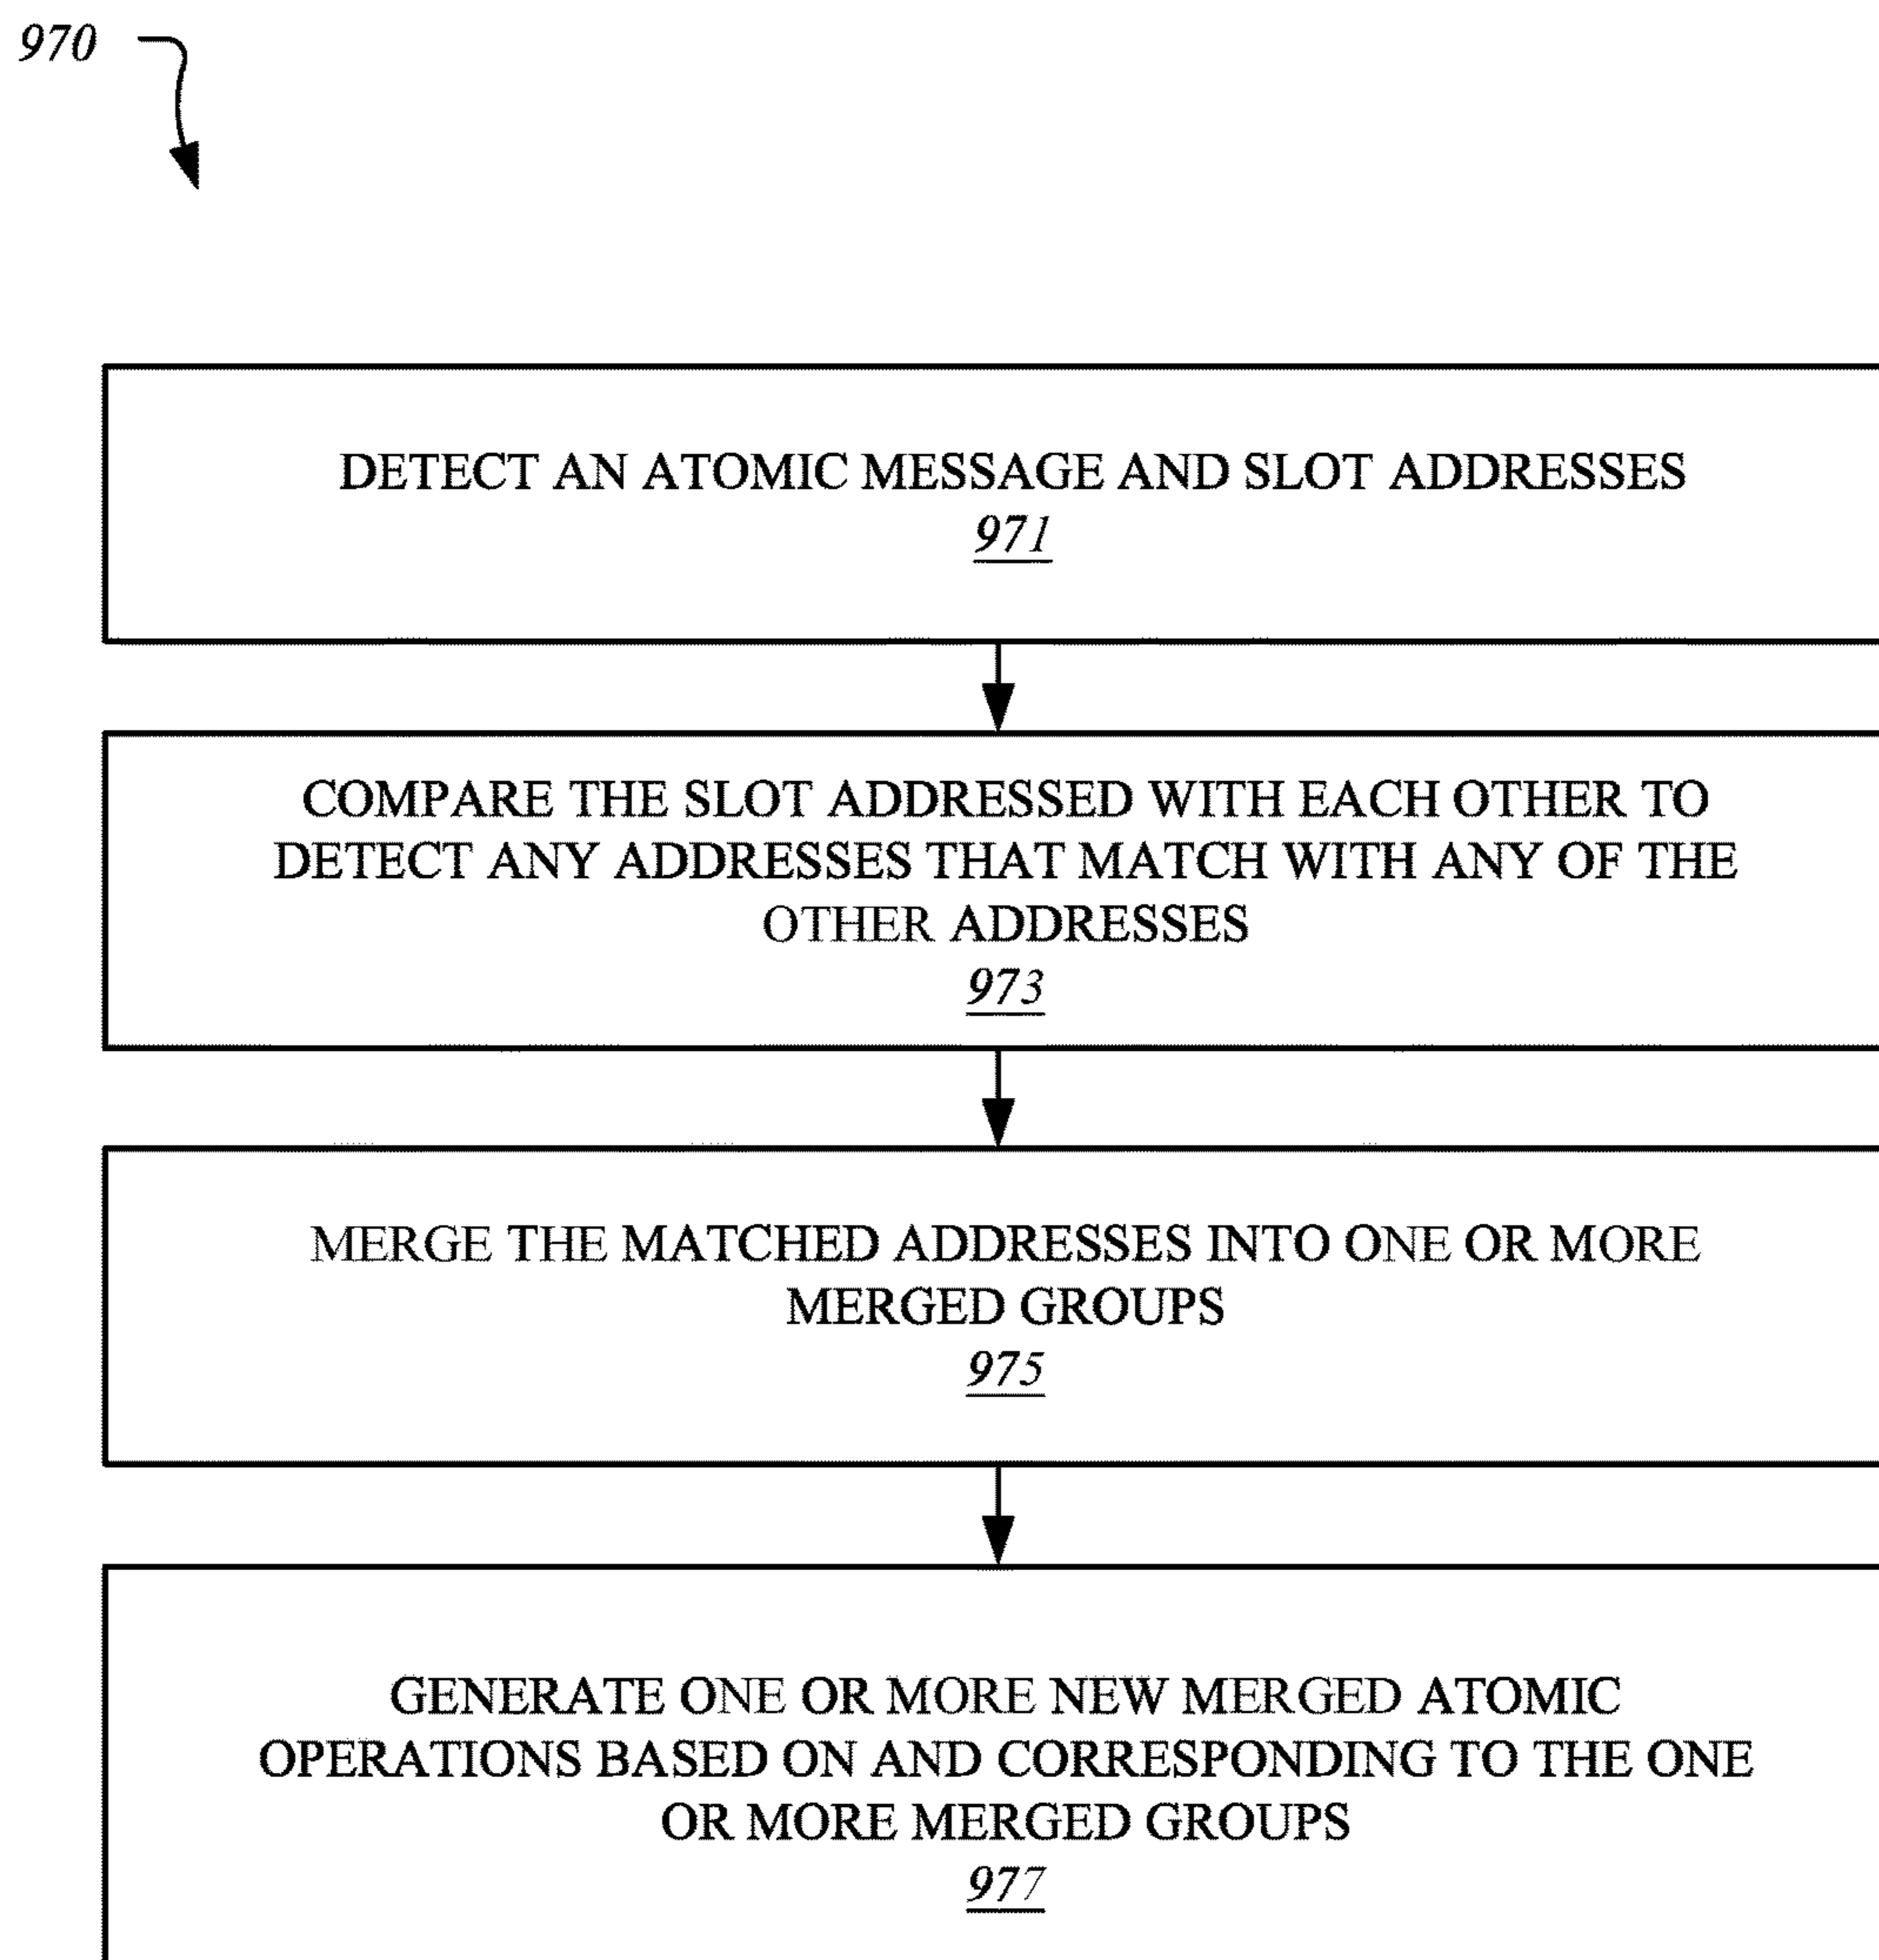 970
DETECT AN ATOMIC MESSAGE AND SLOT ADDRESSES
971
COMPARE THE SLOT ADDRESSED WITH EACH OTHER TO
DETECT ANY ADDRESSES THAT MATCH WITH ANY OF THE
OTHER ADDRESSES
973
MERGE THE MATCHED ADDRESSES INTO ONE OR MORE
MERGED GROUPS
975
GENERATE ONE OR MORE NEW MERGED ATOMIC
OPERATIONS BASED ON AND CORRESPONDING TO THE ONE
OR MORE MERGED GROUPS
977